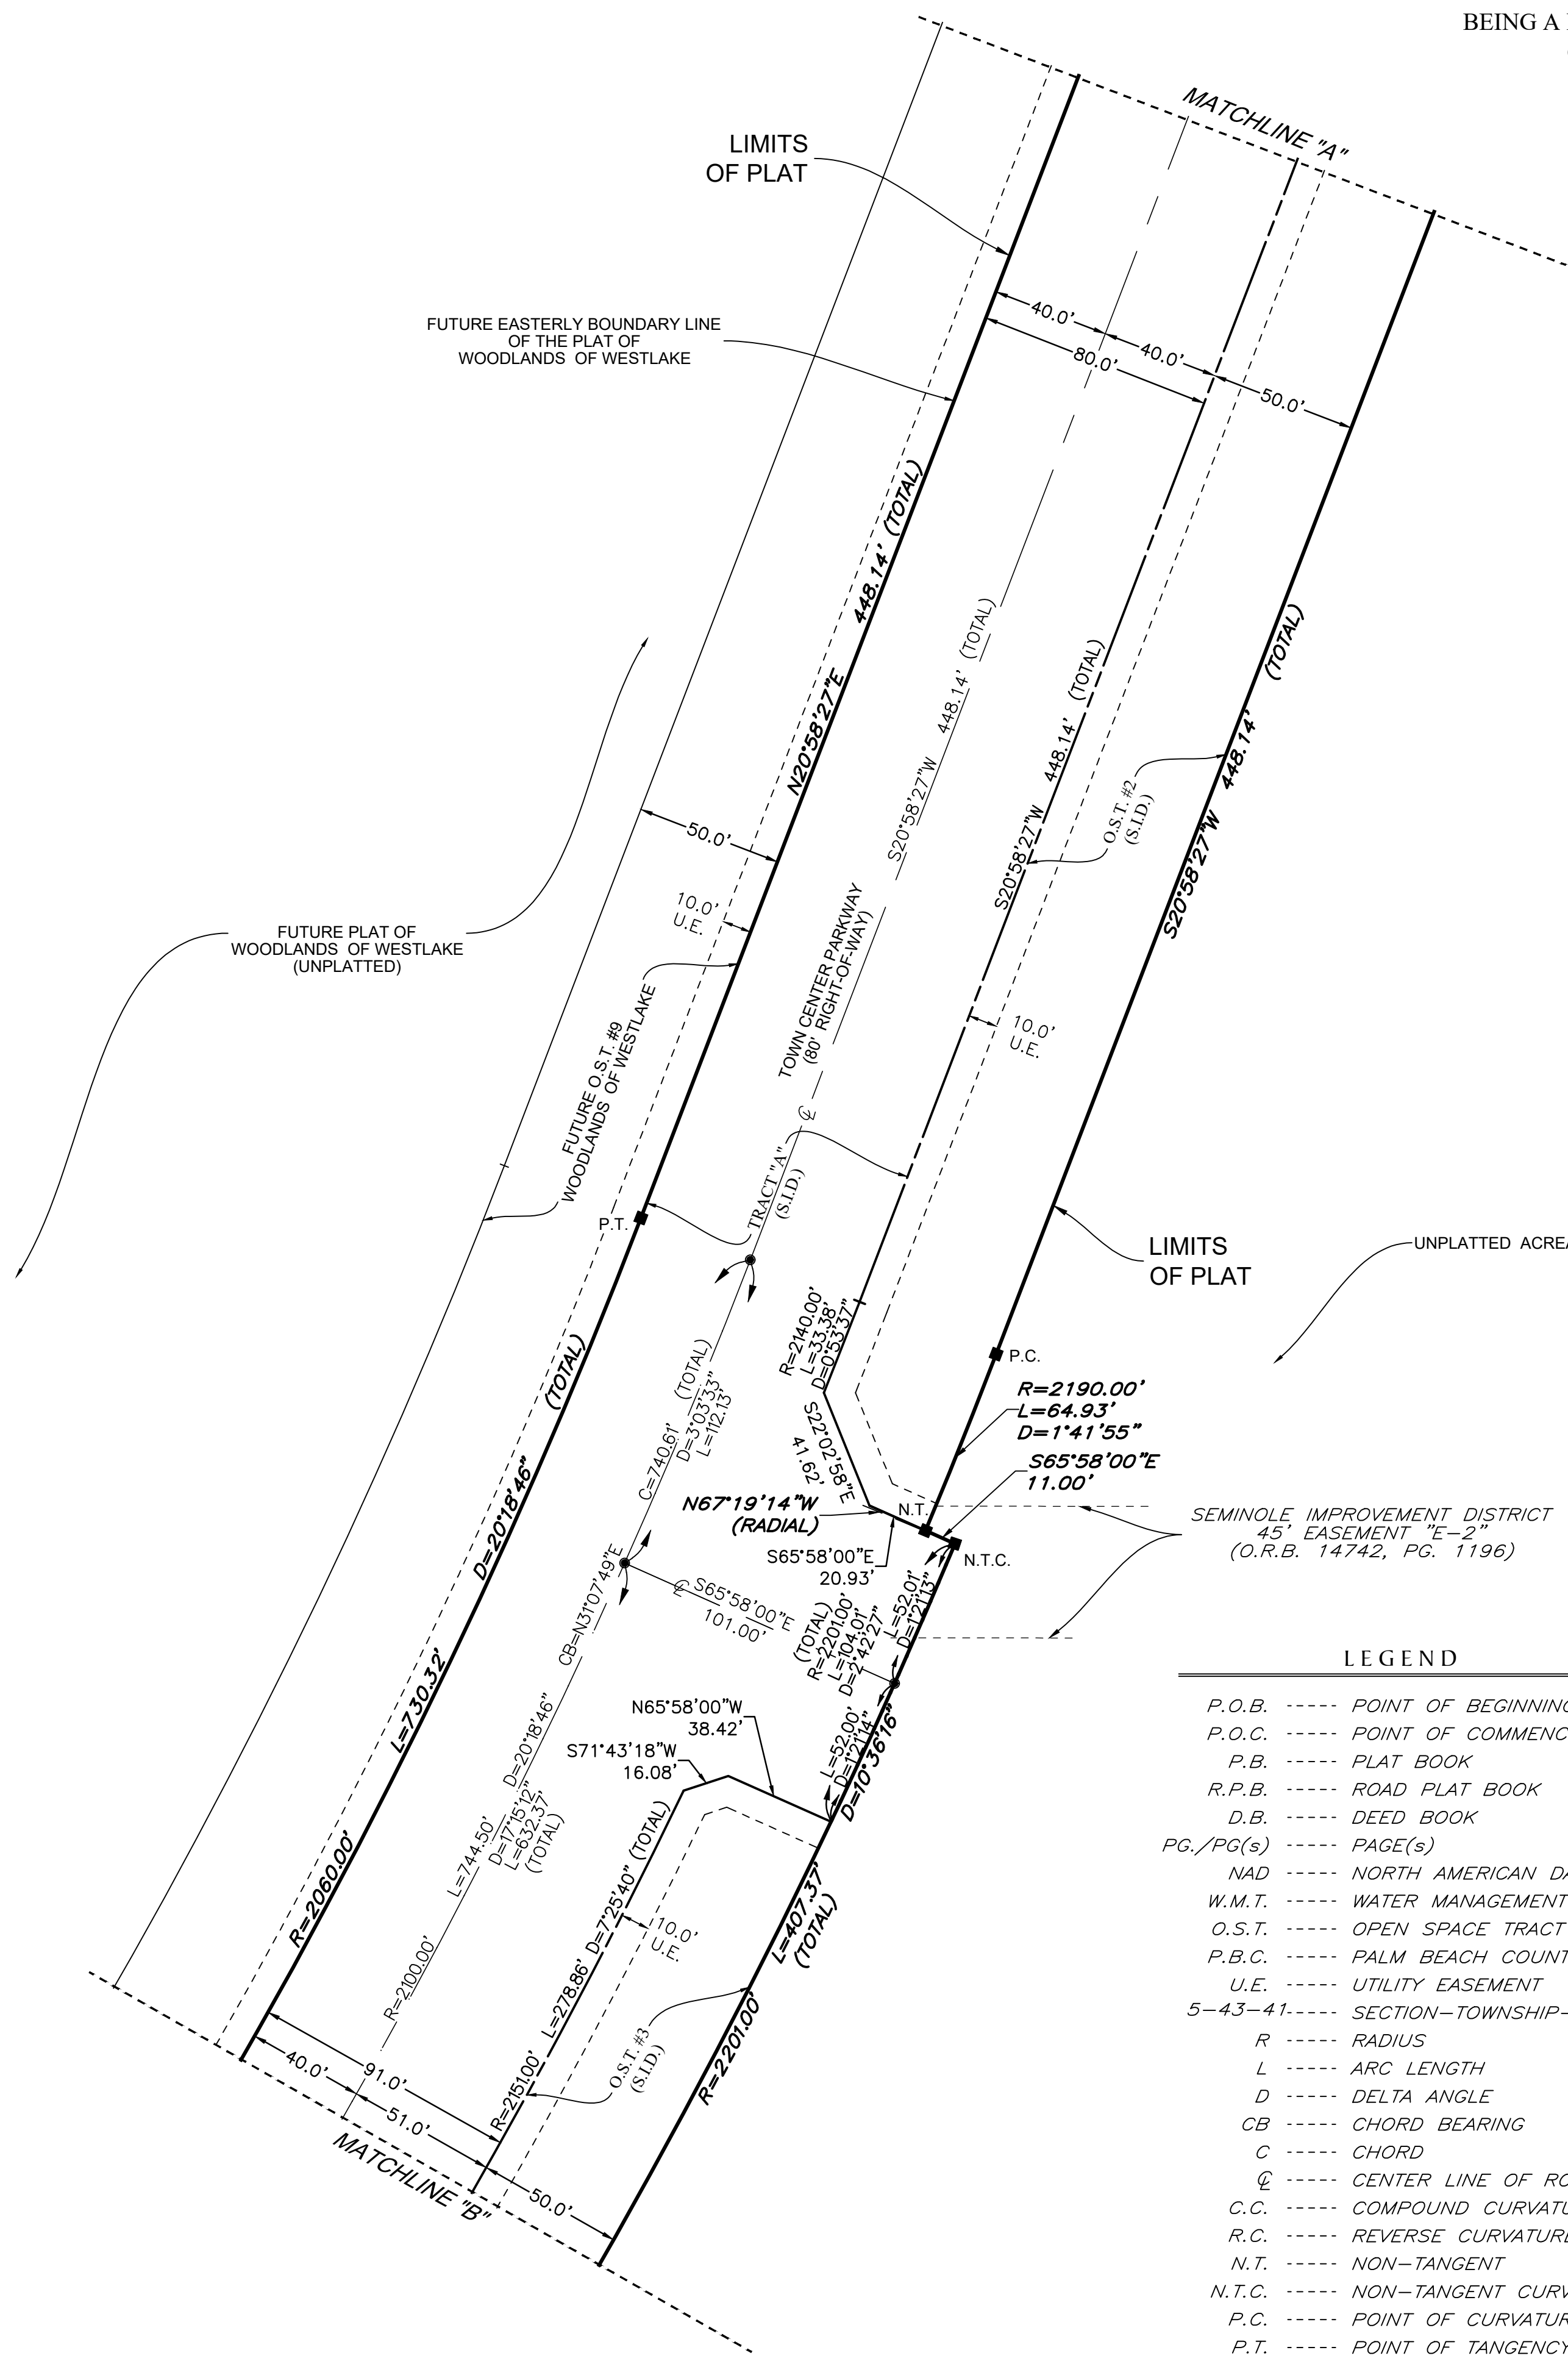 BEING A
MATCHLINE "A"
LIMITS
OF PLAT
FUTURE EASTERLY BOUNDARY LINE
OF THE PLAT OF
WOODLANDS OF WESTLAKE
40.0'
40.0'
80.0'
50.0'
N20°58'27"E 448.14' (TOTAL)
S20°58'27"W 448.14' (TOTAL)
S20°58'27"W 448.14' (TOTAL)
S20°58'27"W 448.14' (TOTAL)
O.S.T. #2
(S.I.D.)
50.0'
10.0'
U.E.
FUTURE PLAT OF
WOODLANDS OF WESTLAKE
(UNPLATTED)
FUTURE O.S.T. #9
WOODLANDS OF WESTLAKE
TOWN CENTER PARKWAY
(80' RIGHT-OF-WAY)
10.0'
U.E.
℄
TRACT "A"
(S.I.D.)
P.T.
LIMITS
OF PLAT
UNPLATTED ACREA
R=2140.00'
L=33.38'
D=0°53'37"
P.C.
R=2190.00'
L=64.93'
D=1°41'55"
S65°58'00"E
11.00'
S22°02'58"E
41.62'
N67°19'14"W
(RADIAL)
N.T.
N.T.C.
S65°58'00"E
20.93'
SEMINOLE IMPROVEMENT DISTRICT
45' EASEMENT "E-2"
(O.R.B. 14742, PG. 1196)
(TOTAL)
D=3°03'33"
L=112.13'
R=2060.00' L=730.32' D=20°18'46" (TOTAL)
R=2100.00' L=744.50' D=20°18'46" CB=N31°07'49"E C=740.61'
D=17°15'12"
L=632.37'
(TOTAL)
℄ S65°58'00"E
101.00'
(TOTAL)
R=2201.00'
L=104.01'
D=2°42'27"
L=52.01'
D=1°21'13"
L=52.00'
D=1°21'14"
N65°58'00"W
38.42'
S71°43'18"W
16.08'
R=2151.00' L=278.86' D=7°25'40" (TOTAL)
10.0'
U.E.
R=2201.00' L=407.37' D=10°36'16"
(TOTAL)
O.S.T. #3
(S.I.D.)
40.0'
91.0'
51.0'
50.0'
MATCHLINE "B"
LEGEND
P.O.B. ----- POINT OF BEGINNING
P.O.C. ----- POINT OF COMMENC
P.B. ----- PLAT BOOK
R.P.B. ----- ROAD PLAT BOOK
D.B. ----- DEED BOOK
PG./PG(s) ----- PAGE(s)
NAD ----- NORTH AMERICAN DA
W.M.T. ----- WATER MANAGEMENT
O.S.T. ----- OPEN SPACE TRACT
P.B.C. ----- PALM BEACH COUNT
U.E. ----- UTILITY EASEMENT
5-43-41----- SECTION-TOWNSHIP-
R ----- RADIUS
L ----- ARC LENGTH
D ----- DELTA ANGLE
CB ----- CHORD BEARING
C ----- CHORD
℄ ----- CENTER LINE OF RO
C.C. ----- COMPOUND CURVATU
R.C. ----- REVERSE CURVATURE
N.T. ----- NON-TANGENT
N.T.C. ----- NON-TANGENT CURV
P.C. ----- POINT OF CURVATUR
P.T. ----- POINT OF TANGENCY